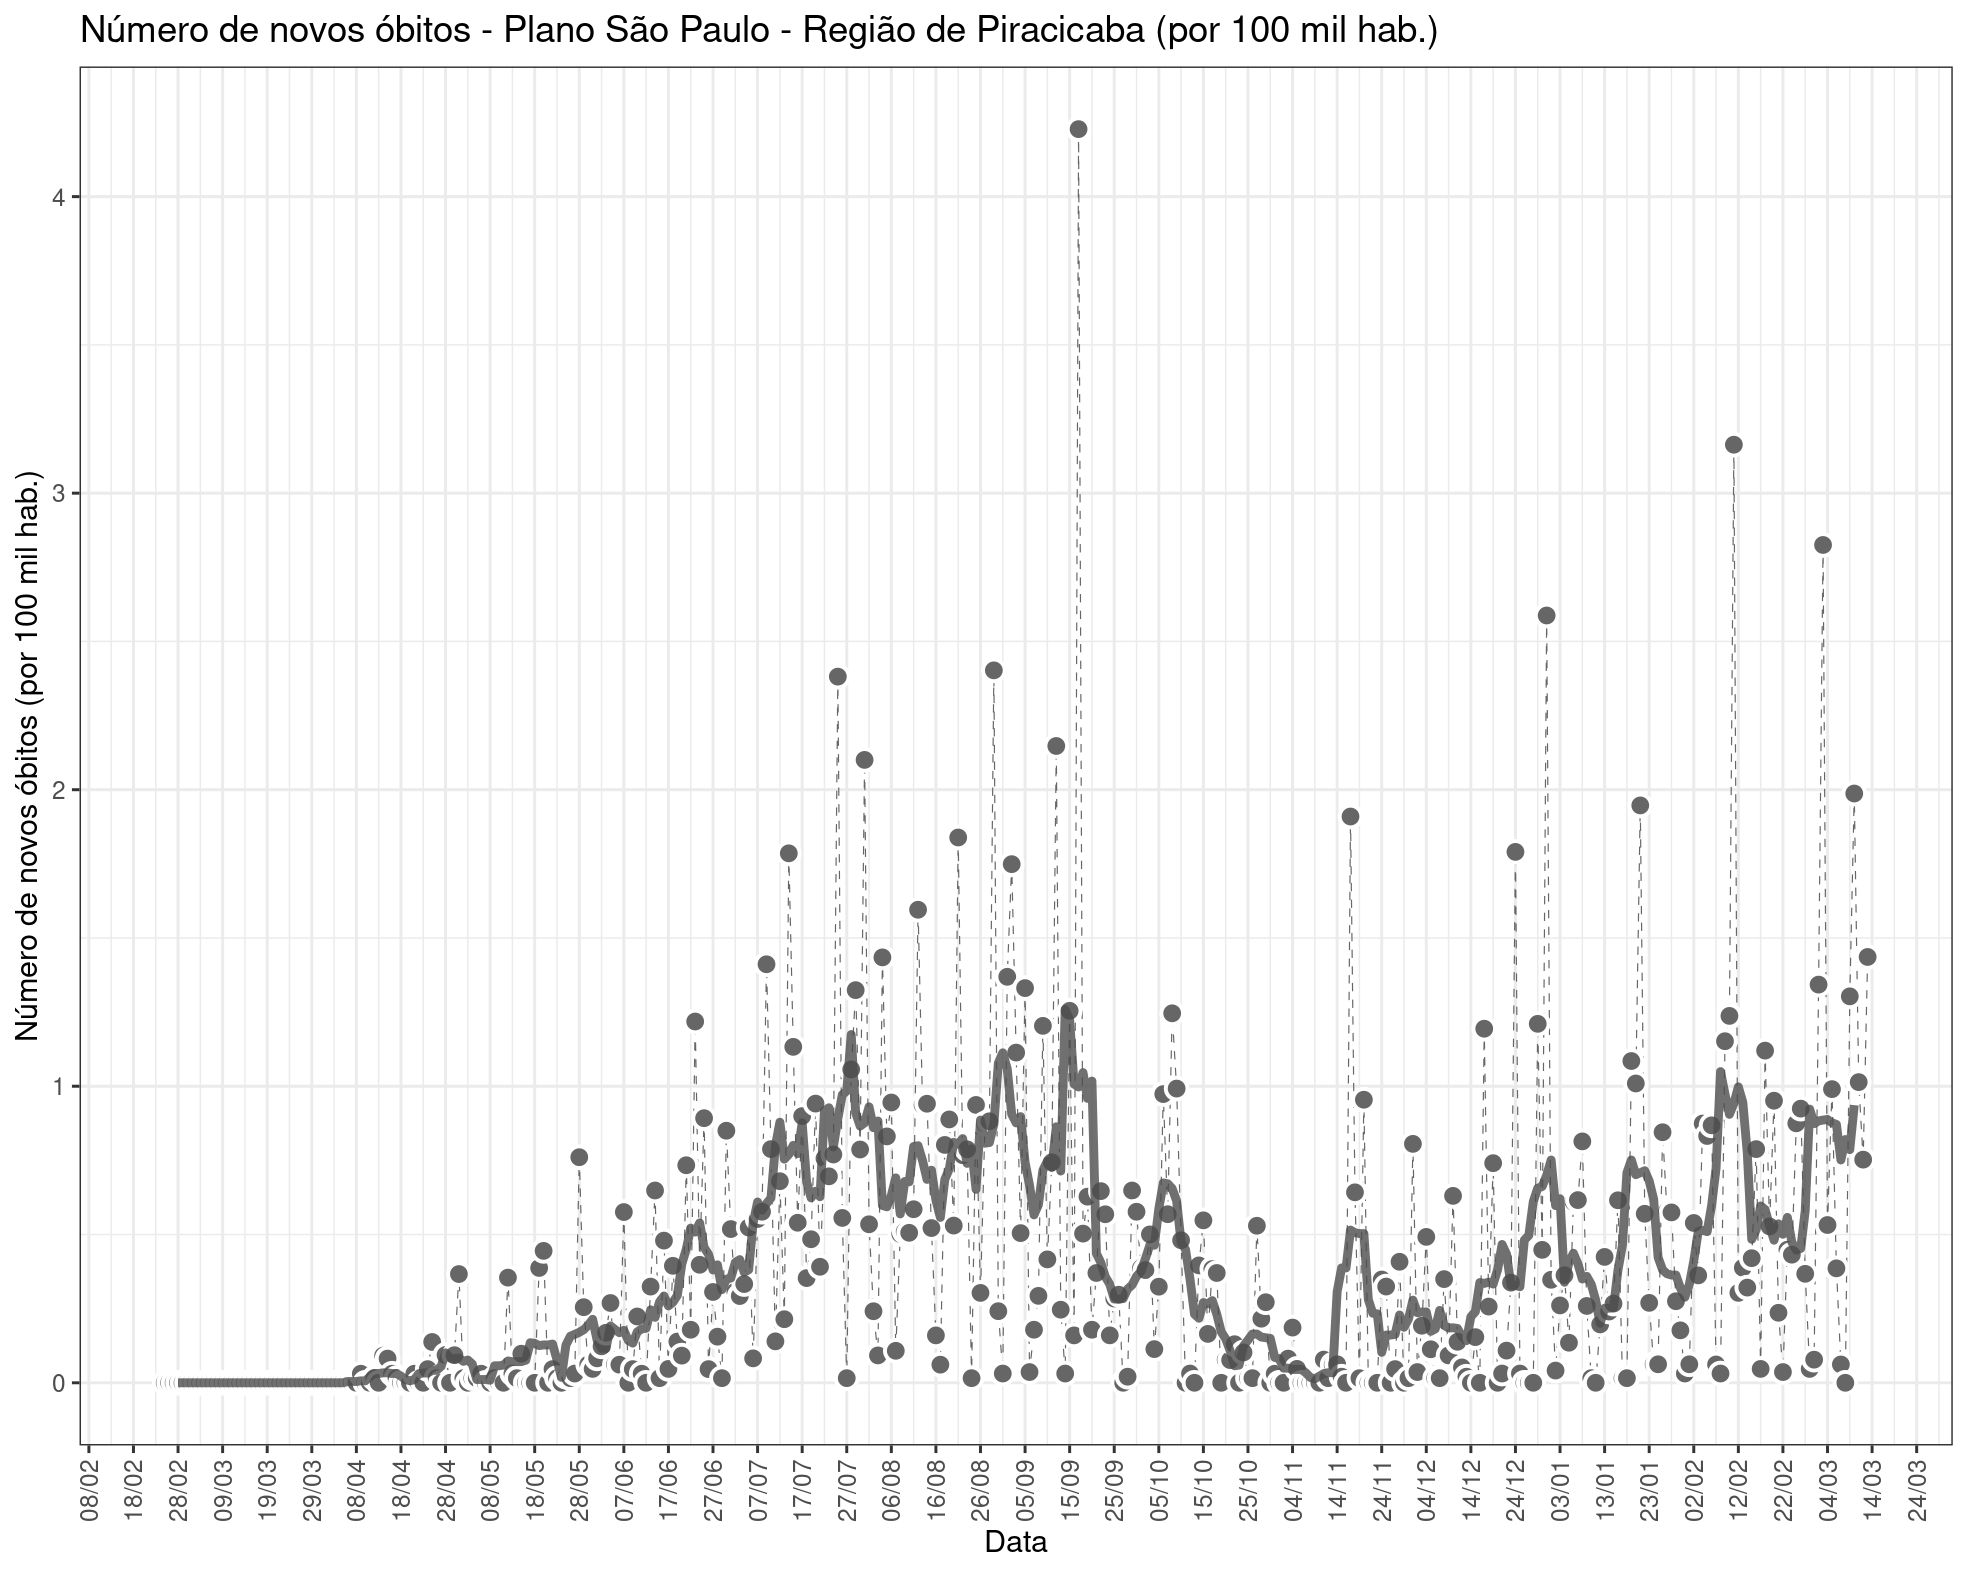 Número de novos óbitos - Plano São Paulo - Região de Piracicaba (por 100 mil hab.)
Número de novos óbitos (por 100 mil hab.)
4
3
2
1
0
08/02 18/02 28/02 09/03 19/03 29/03 08/04 18/04 28/04 08/05 18/05 28/05 07/06 17/06 27/06 07/07 17/07 27/07 06/08 16/08 26/08 05/09 15/09 25/09 05/10 15/10 25/10 04/11 14/11 24/11 04/12 14/12 24/12 03/01 13/01 23/01 02/02 12/02 22/02 04/03 14/03 24/03
Data